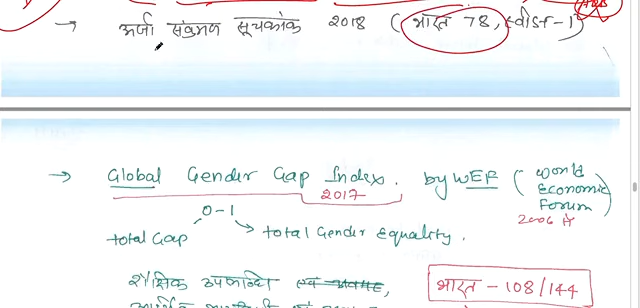 → ऊर्जा संक्रमण सूचकांक 2018 (भारत 78, स्वीडन-1)
→ Global Gender Gap Index. by WEF (World Economic Forum
2017
2006 से
0-1
total Gap → total Gender Equality.
शैक्षिक उपलब्धि
भारत - 108/144